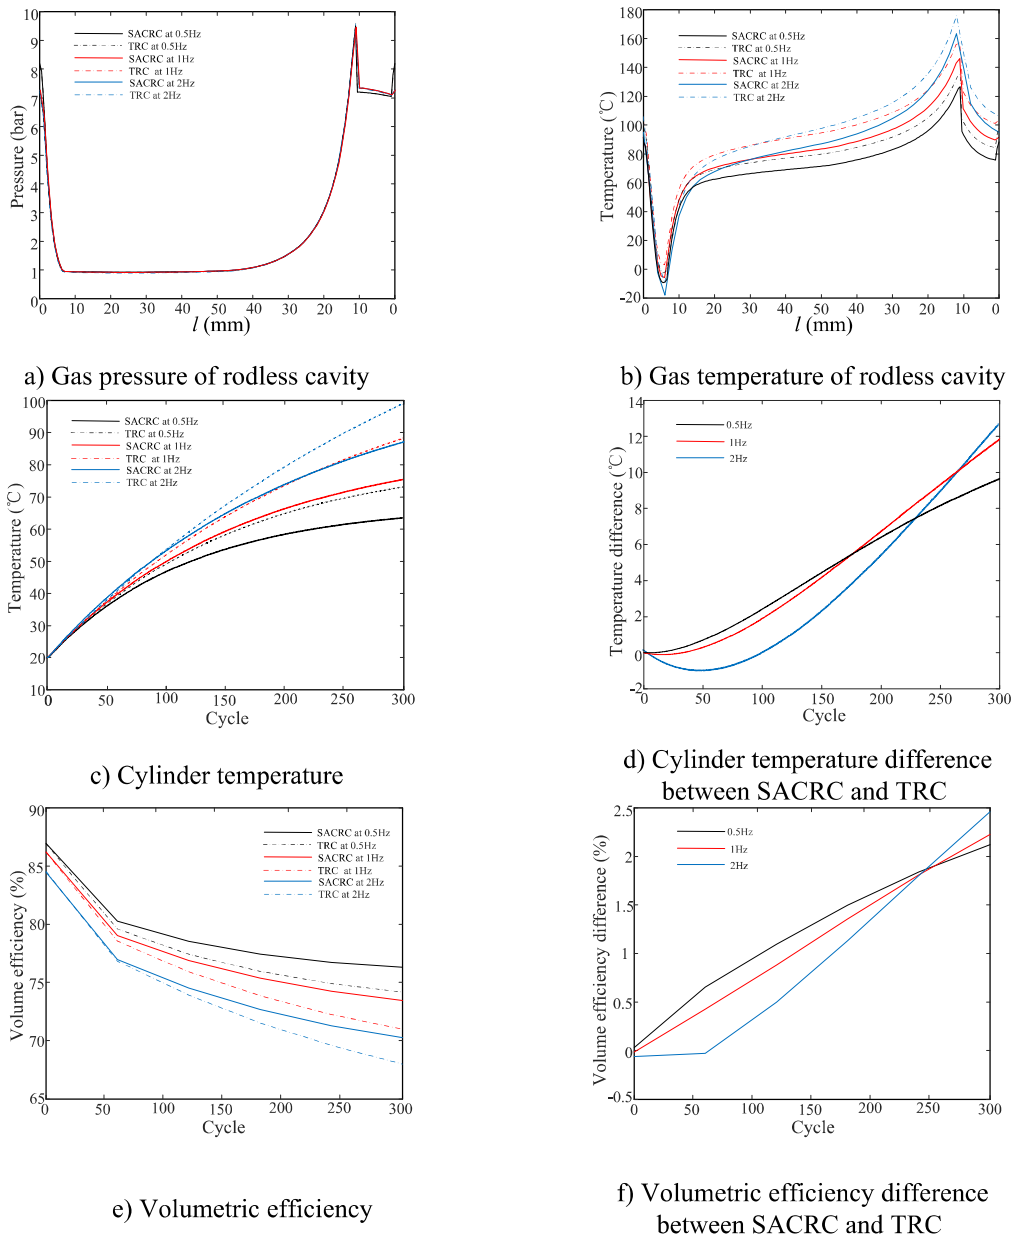 Pressure (bar)
10
9
8
7
6
5
4
3
2
1
0
SACRC at 0.5Hz
TRC at 0.5Hz
SACRC at 1Hz
TRC at 1Hz
SACRC at 2Hz
TRC at 2Hz
0 10 20 30 40 50 40 30 20 10 0
l (mm)
a) Gas pressure of rodless cavity
Temperature (℃)
180
160
140
120
100
80
60
40
20
0
-20
SACRC at 0.5Hz
TRC at 0.5Hz
SACRC at 1Hz
TRC at 1Hz
SACRC at 2Hz
TRC at 2Hz
0 10 20 30 40 50 40 30 20 10 0
l (mm)
b) Gas temperature of rodless cavity
Temperature (℃)
100
90
80
70
60
50
40
30
20
10
SACRC at 0.5Hz
TRC at 0.5Hz
SACRC at 1Hz
TRC at 1Hz
SACRC at 2Hz
TRC at 2Hz
0 50 100 150 200 250 300
Cycle
c) Cylinder temperature
Temperature difference (℃)
14
12
10
8
6
4
2
0
-2
0.5Hz
1Hz
2Hz
0 50 100 150 200 250 300
Cycle
d) Cylinder temperature difference
between SACRC and TRC
Volume efficiency (%)
90
85
80
75
70
65
SACRC at 0.5Hz
TRC at 0.5Hz
SACRC at 1Hz
TRC at 1Hz
SACRC at 2Hz
TRC at 2Hz
0 50 100 150 200 250 300
Cycle
e) Volumetric efficiency
Volume efficiency difference (%)
2.5
2
1.5
1
0.5
0
-0.5
0.5Hz
1Hz
2Hz
0 50 100 150 200 250 300
Cycle
f) Volumetric efficiency difference
between SACRC and TRC